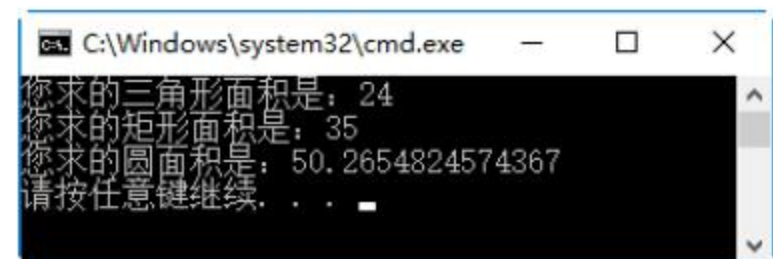 C:\Windows\system32\cmd.exe
您求的三角形面积是：24
您求的矩形面积是：35
您求的圆面积是：50.2654824574367
请按任意键继续. . .